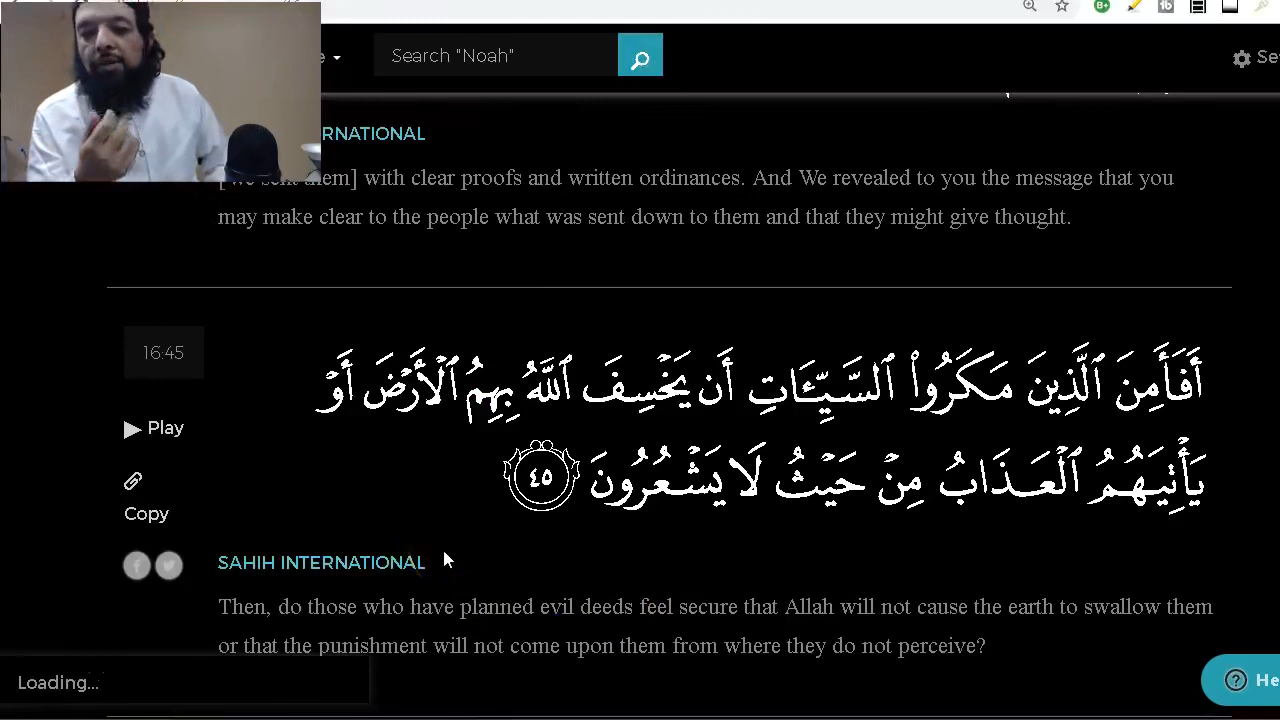 Search "Noah"
RNATIONAL
them] with clear proofs and written ordinances. And We revealed to you the message that you
may make clear to the people what was sent down to them and that they might give thought.
16:45
أَفَأَمِنَ ٱلَّذِينَ مَكَرُوا۟ ٱلسَّيِّـَٔاتِ أَن يَخْسِفَ ٱللَّهُ بِهِمُ ٱلْأَرْضَ أَوْ
يَأْتِيَهُمُ ٱلْعَذَابُ مِنْ حَيْثُ لَا يَشْعُرُونَ ٤٥
Play
Copy
SAHIH INTERNATIONAL
Then, do those who have planned evil deeds feel secure that Allah will not cause the earth to swallow them
or that the punishment will not come upon them from where they do not perceive?
Loading...
He